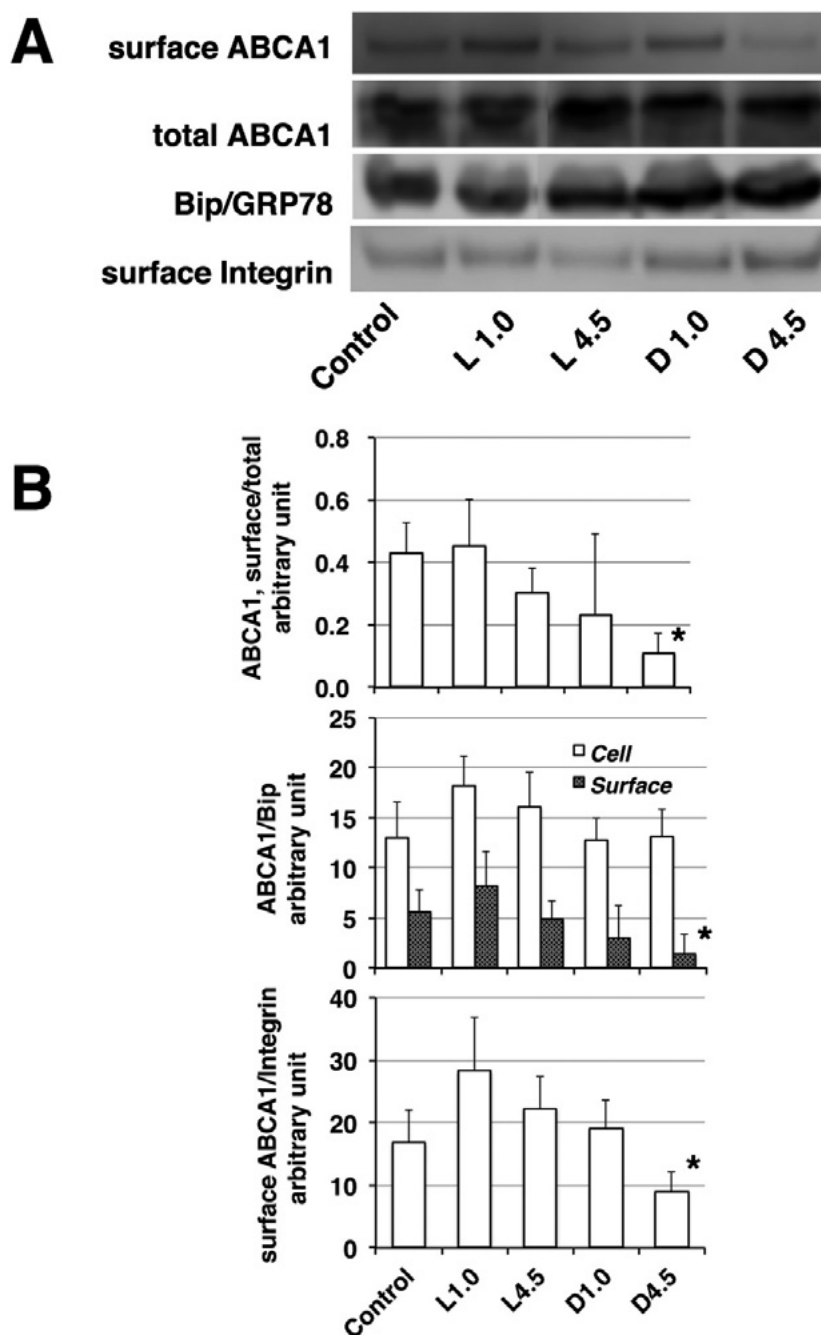 A
surface ABCA1
total ABCA1
Bip/GRP78
surface Integrin
Control
L 1.0
L 4.5
D 1.0
D 4.5
B
ABCA1, surface/total
arbitrary unit
0.8
0.6
0.4
0.2
0.0
*
ABCA1/Bip
arbitrary unit
25
20
15
10
5
0
Cell
Surface
*
surface ABCA1/Integrin
arbitrary unit
40
30
20
10
0
*
Control
L1.0
L4.5
D1.0
D4.5